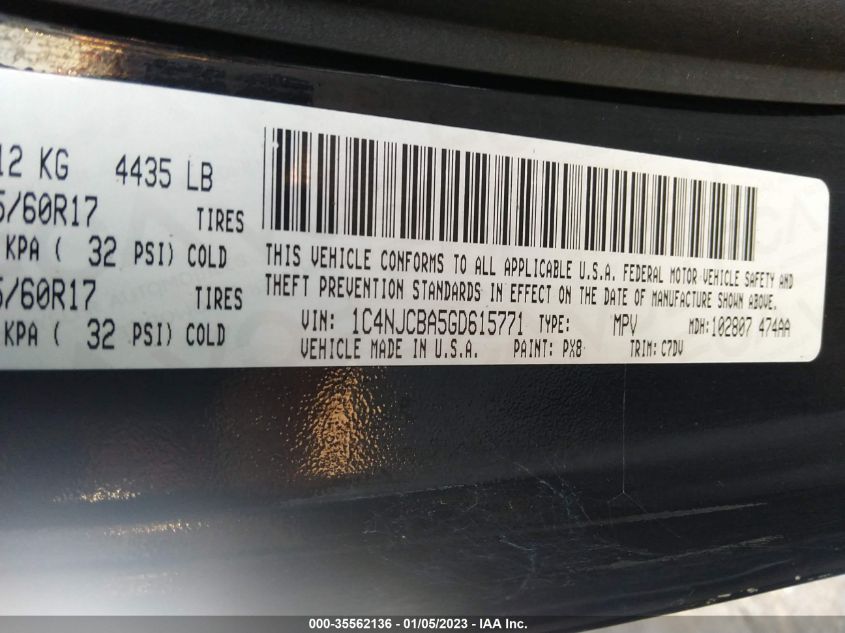 12 KG 4435 LB
5/60R17 TIRES
KPA ( 32 PSI) COLD
5/60R17 TIRES
KPA ( 32 PSI) COLD
THIS VEHICLE CONFORMS TO ALL APPLICABLE U.S.A. FEDERAL MOTOR VEHICLE SAFETY AND
THEFT PREVENTION STANDARDS IN EFFECT ON THE DATE OF MANUFACTURE SHOWN ABOVE.
VIN: 1C4NJCBA5GD615771 TYPE: MPV MDH: 102807 474AA
VEHICLE MADE IN U.S.A. PAINT: PX8 TRIM: C7DV
000-35562136 - 01/05/2023 - 07:32